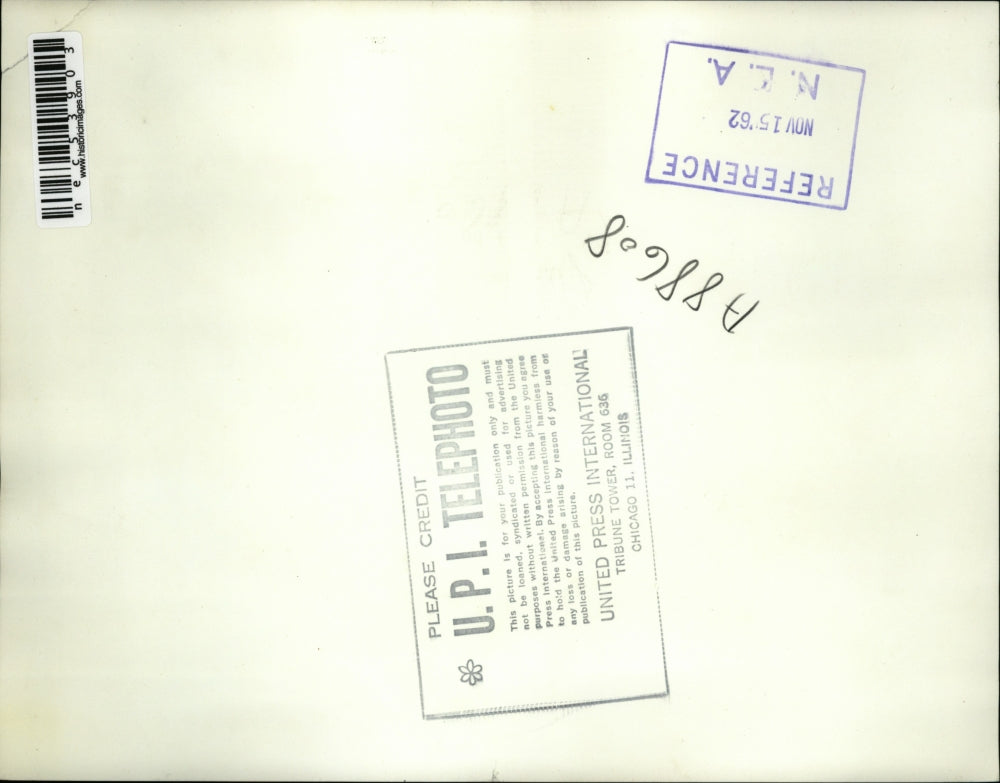 nec53903
www.historicimages.com
REFERENCE
NOV 15 '62
N. E. A.
A88608
PLEASE CREDIT
U. P. I. TELEPHOTO
This picture is for your publication only and must
not be loaned, syndicated or used for advertising
purposes without written permission from the United
Press International. By accepting this picture you agree
to hold the United Press International harmless from
any loss or damage arising by reason of your use or
publication of this picture.
UNITED PRESS INTERNATIONAL
TRIBUNE TOWER, ROOM 636
CHICAGO 11. ILLINOIS